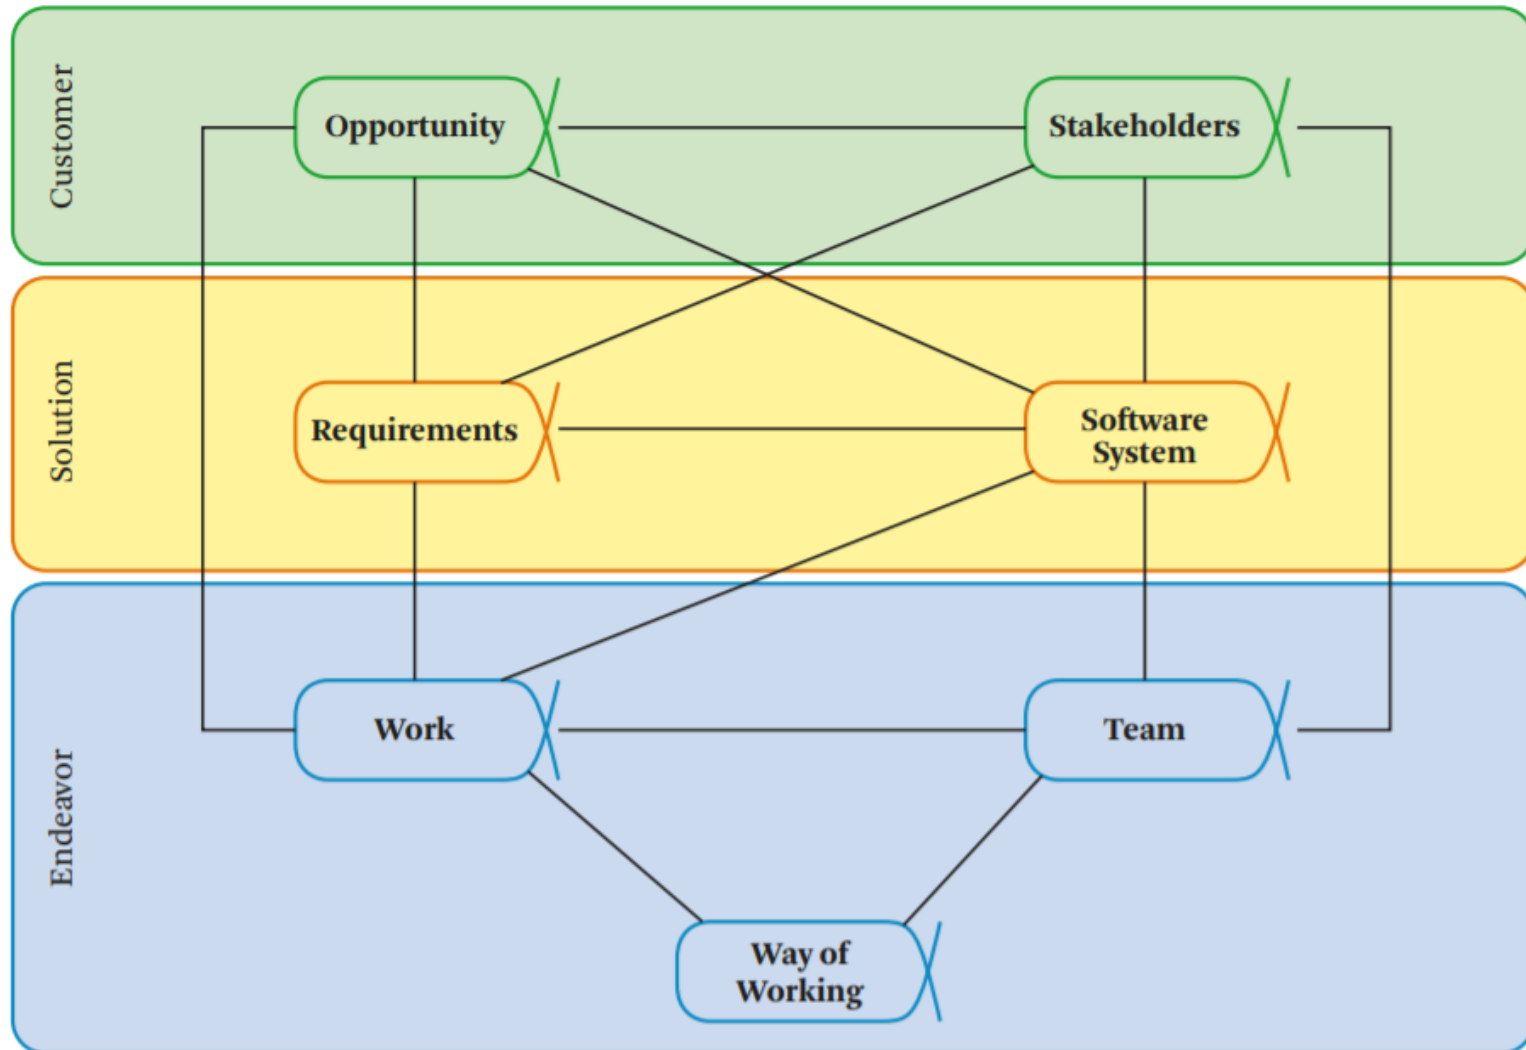 Customer
Opportunity
Stakeholders
Solution
Requirements
Software
System
Endeavor
Work
Team
Way of
Working